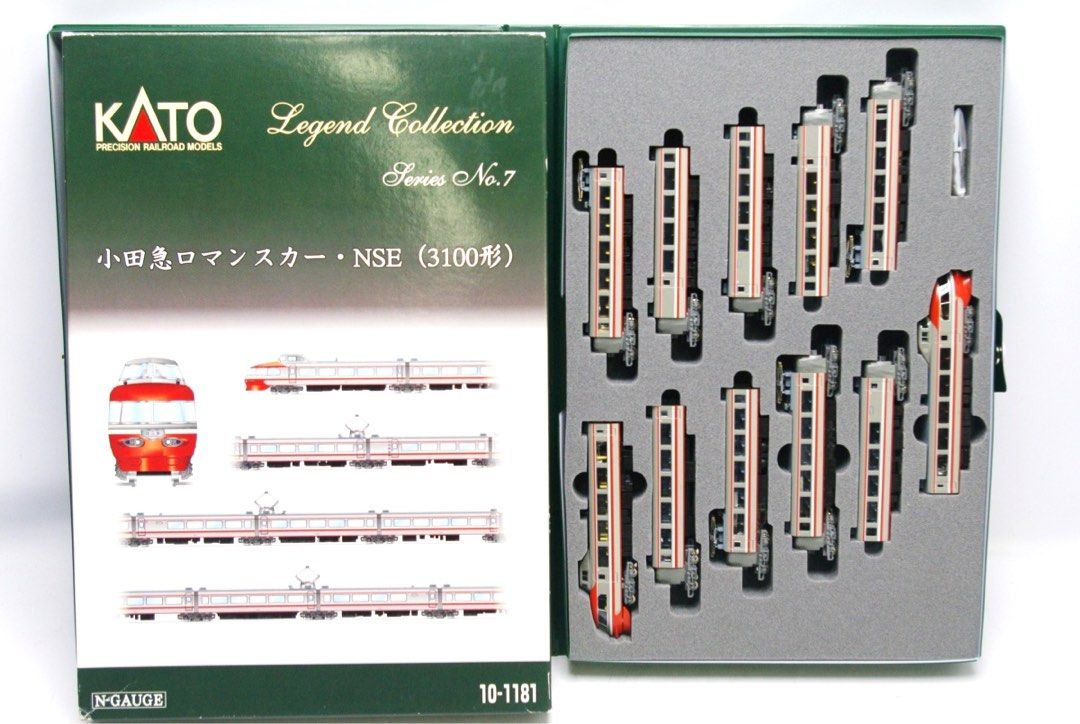 KATO
PRECISION RAILROAD MODELS
Legend Collection
Series No.7
小田急ロマンスカー・NSE（3100形）
N-GAUGE
10-1181